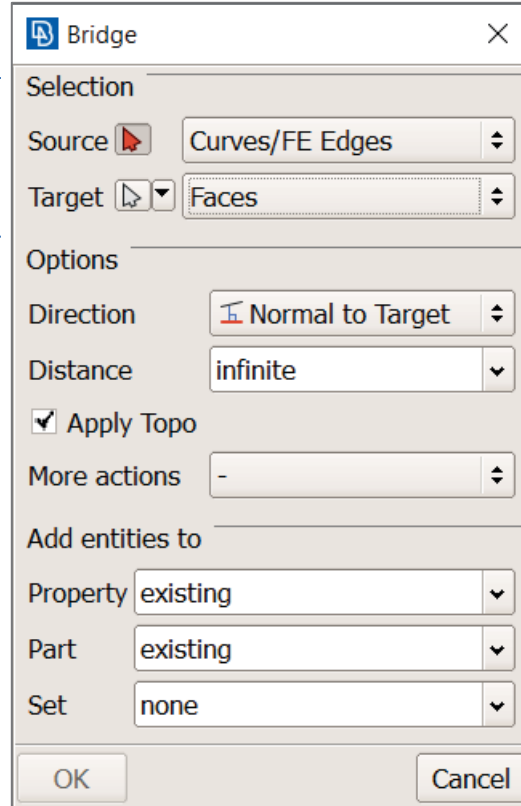 Bridge
Selection
Source Curves/FE Edges
Target Faces
Options
Direction Normal to Target
Distance infinite
Apply Topo
More actions -
Add entities to
Property existing
Part existing
Set none
OK Cancel